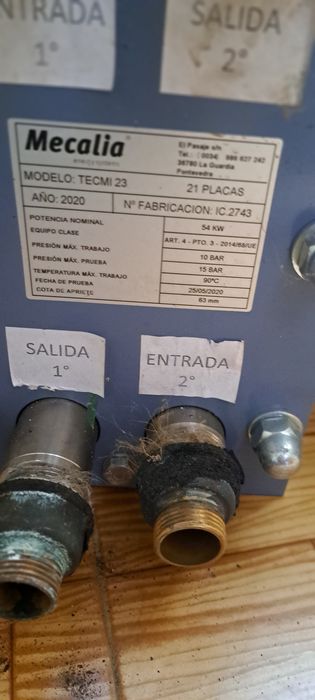 ENTRADA
1°
SALIDA
2°
Mecalia®
energy systems
El Pasaje s/n
Tel.: (0034) 986 627 242
36780 La Guardia
Pontevedra
MODELO: TECMI 23
21 PLACAS
AÑO: 2020
Nº FABRICACION: IC.2743
POTENCIA NOMINAL
54 KW
EQUIPO CLASE
ART. 4 - PTO. 3 - 2014/68/UE
PRESIÓN MÁX. TRABAJO
10 BAR
PRESIÓN MÁX. PRUEBA
15 BAR
TEMPERATURA MÁX. TRABAJO
90ºC
FECHA DE PRUEBA
25/05/2020
COTA DE APRIETE
63 mm
SALIDA
1°
ENTRADA
2°